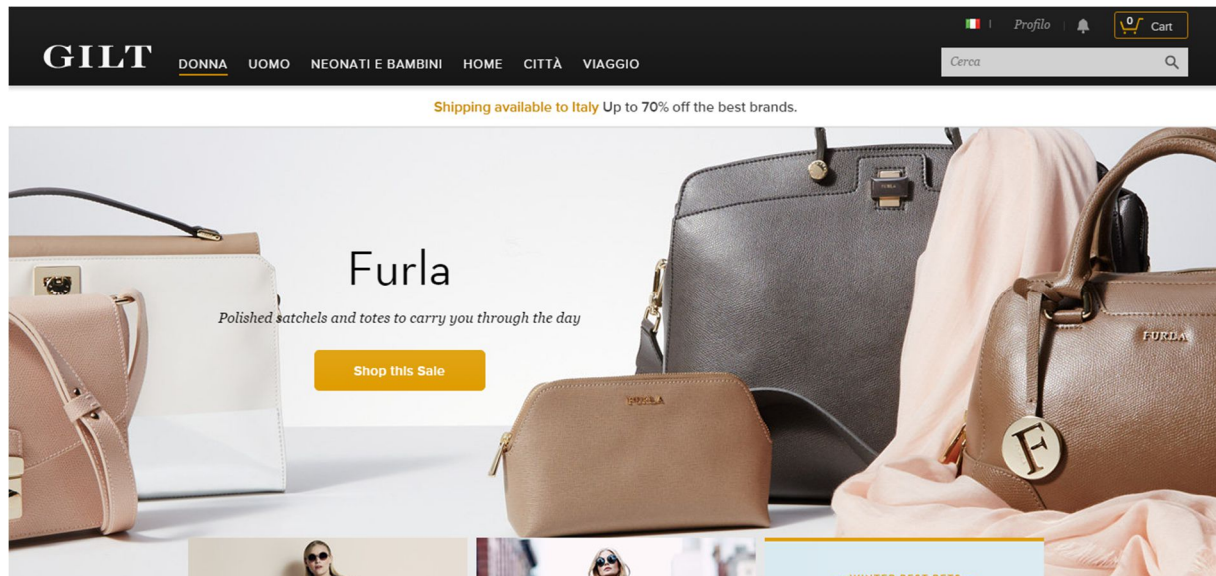 Profilo
0 Cart
GILT
DONNA UOMO NEONATI E BAMBINI HOME CITTÀ VIAGGIO
Cerca
Shipping available to Italy Up to 70% off the best brands.
Furla
Polished satchels and totes to carry you through the day
Shop this Sale
FURLA
FURLA
FURLA
F